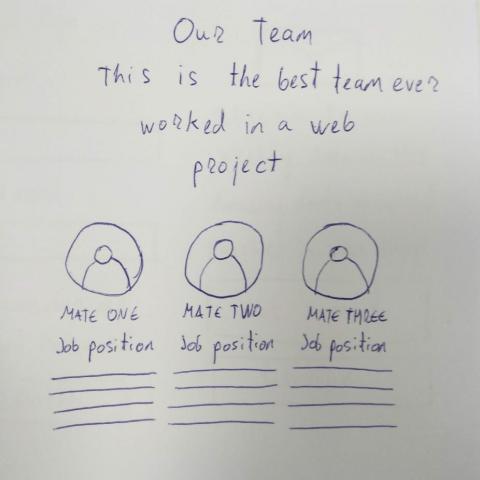 Our Team
This is the best team ever
worked in a web
project
MATE ONE MATE TWO MATE THREE
Job position Job position Job position